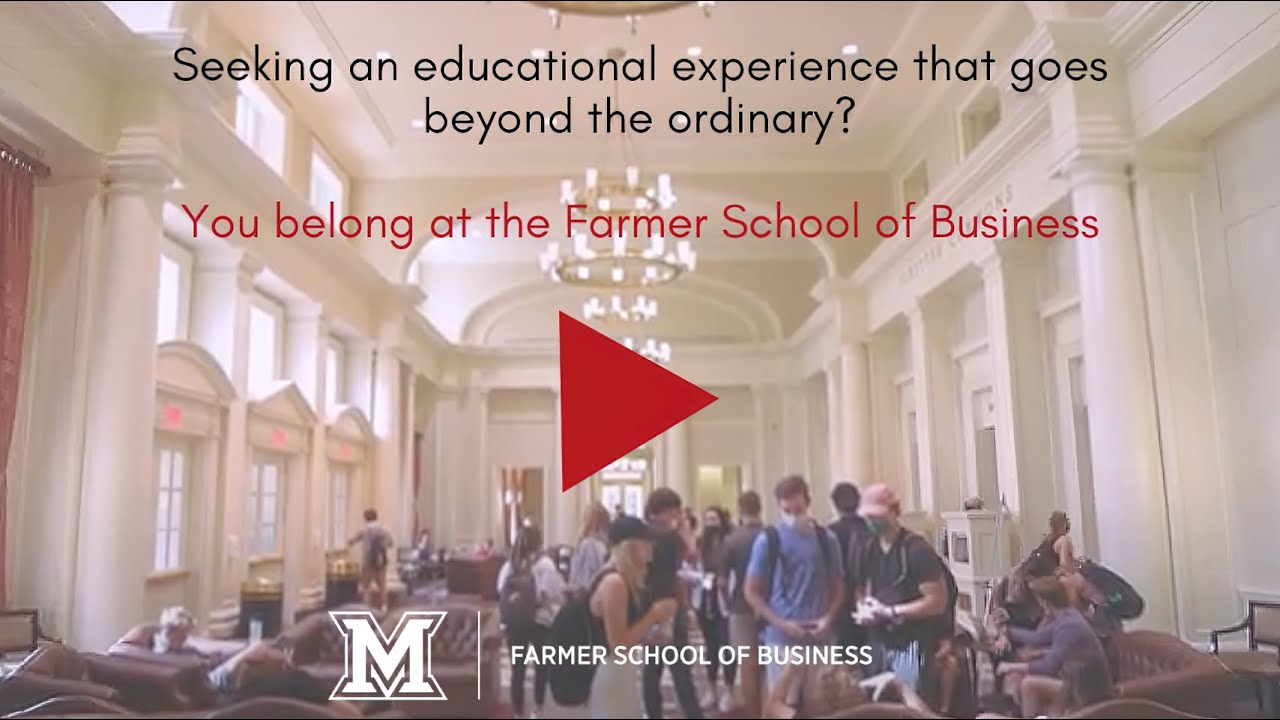 Seeking an educational experience that goes
beyond the ordinary?
You belong at the Farmer School of Business
M
FARMER SCHOOL OF BUSINESS